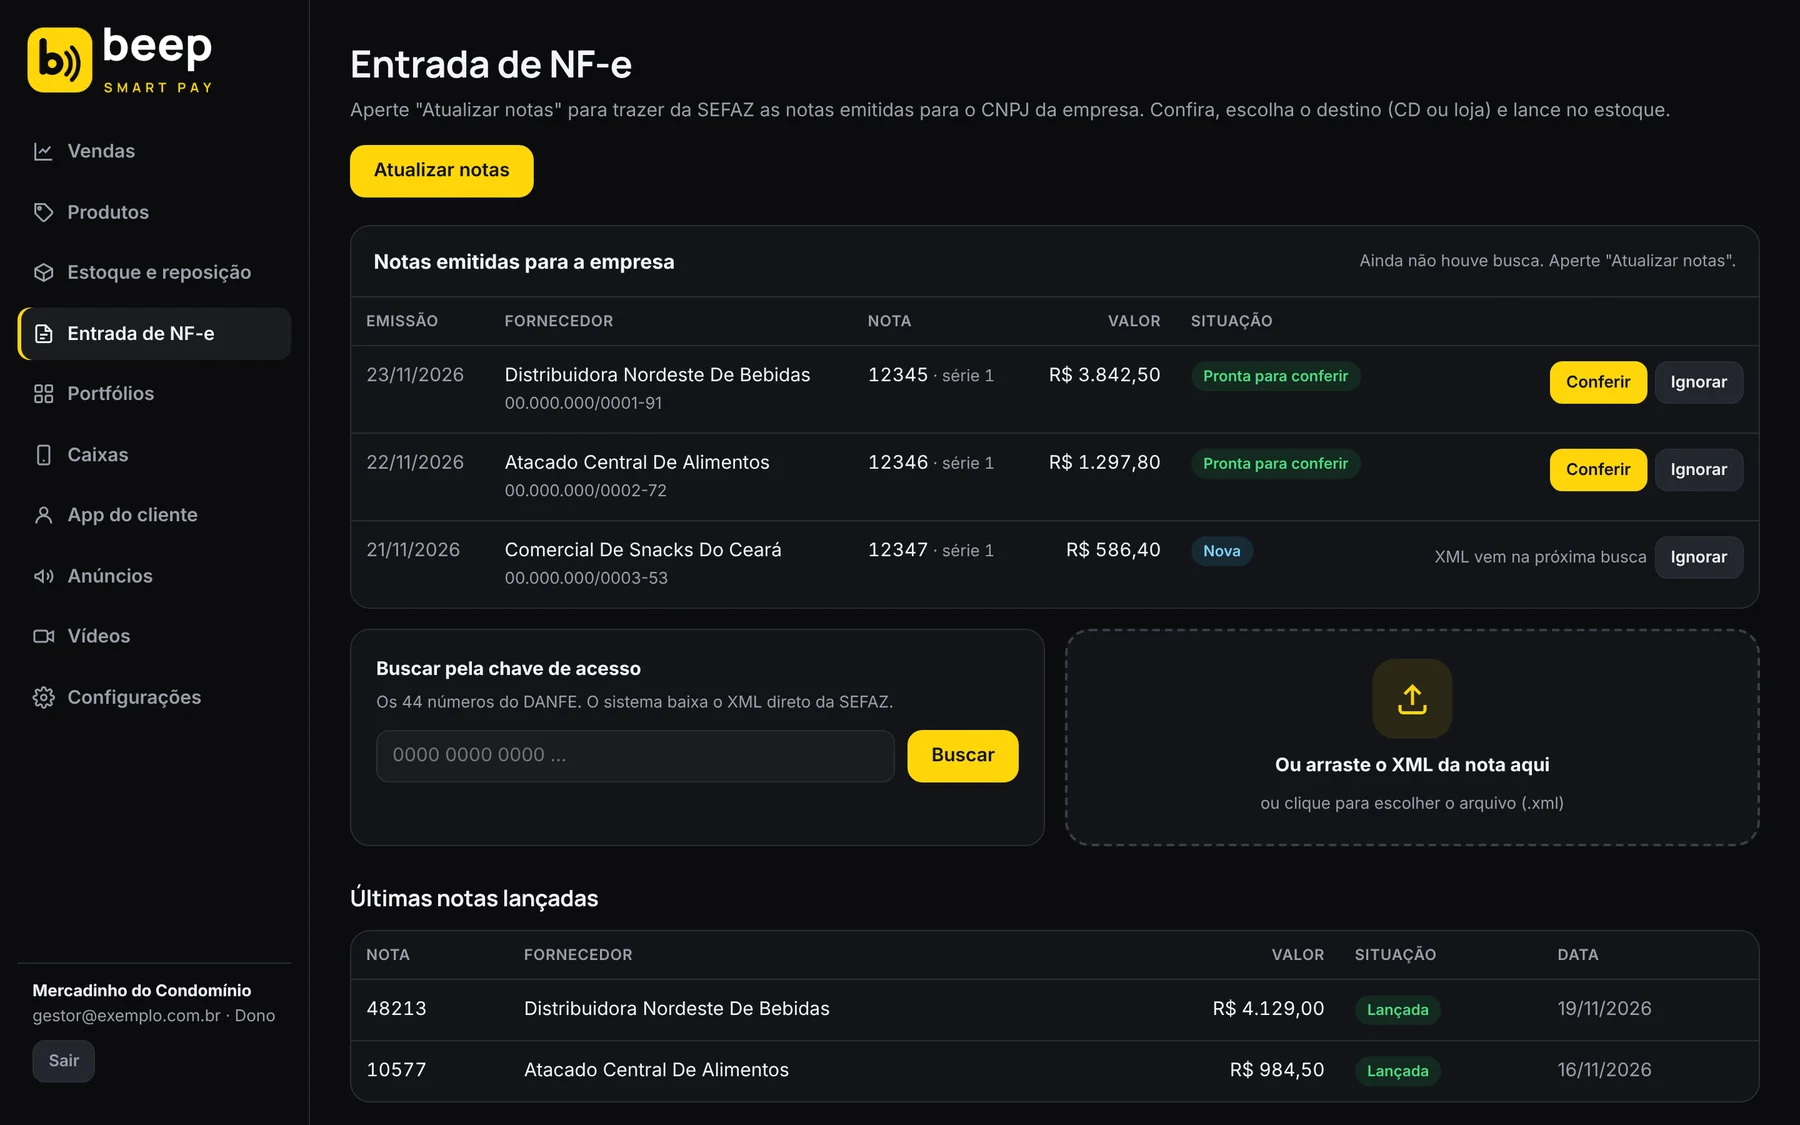 beep
SMART PAY
Vendas
Produtos
Estoque e reposição
Entrada de NF-e
Portfólios
Caixas
App do cliente
Anúncios
Vídeos
Configurações
Mercadinho do Condomínio
gestor@exemplo.com.br · Dono
Sair
Entrada de NF-e
Aperte "Atualizar notas" para trazer da SEFAZ as notas emitidas para o CNPJ da empresa. Confira, escolha o destino (CD ou loja) e lance no estoque.
Atualizar notas
Notas emitidas para a empresa
Ainda não houve busca. Aperte "Atualizar notas".
EMISSÃO FORNECEDOR NOTA VALOR SITUAÇÃO
23/11/2026 Distribuidora Nordeste De Bebidas 12345 · série 1 R$ 3.842,50 Pronta para conferir Conferir Ignorar
00.000.000/0001-91
22/11/2026 Atacado Central De Alimentos 12346 · série 1 R$ 1.297,80 Pronta para conferir Conferir Ignorar
00.000.000/0002-72
21/11/2026 Comercial De Snacks Do Ceará 12347 · série 1 R$ 586,40 Nova XML vem na próxima busca Ignorar
00.000.000/0003-53
Buscar pela chave de acesso
Os 44 números do DANFE. O sistema baixa o XML direto da SEFAZ.
0000 0000 0000 ...
Buscar
Ou arraste o XML da nota aqui
ou clique para escolher o arquivo (.xml)
Últimas notas lançadas
NOTA FORNECEDOR VALOR SITUAÇÃO DATA
48213 Distribuidora Nordeste De Bebidas R$ 4.129,00 Lançada 19/11/2026
10577 Atacado Central De Alimentos R$ 984,50 Lançada 16/11/2026